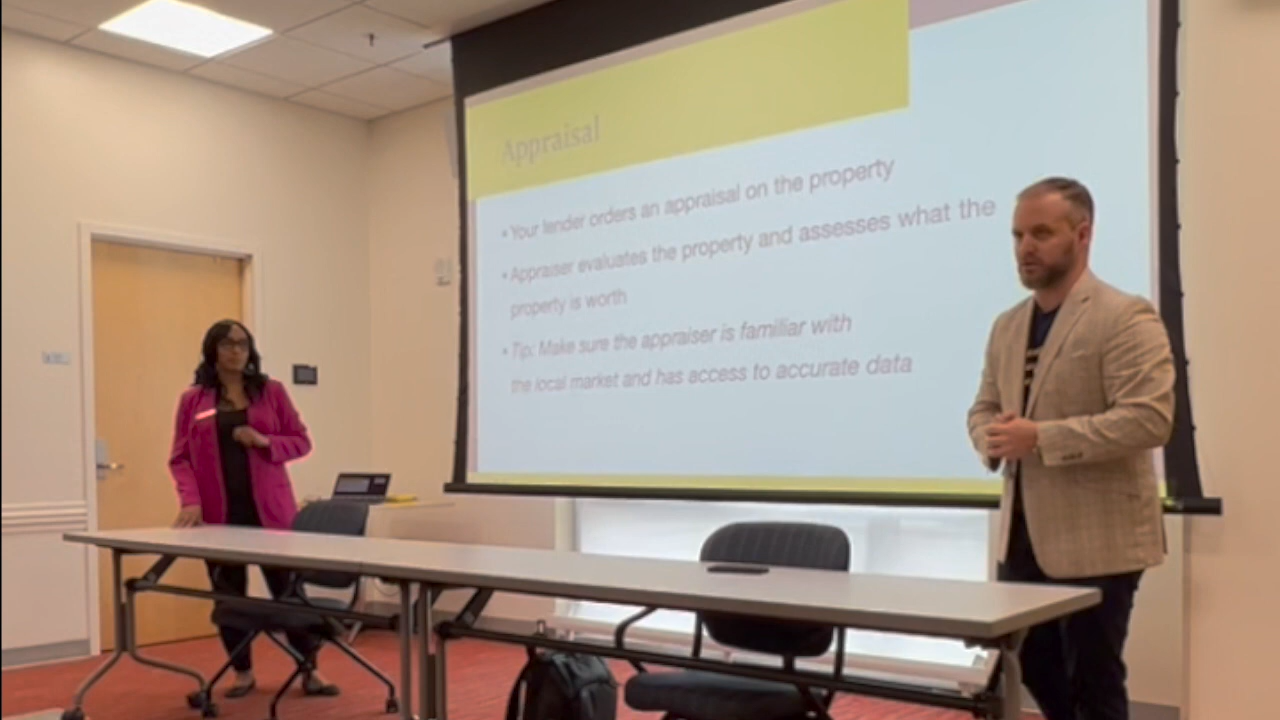 Appraisal
• Your lender orders an appraisal on the property
• Appraiser evaluates the property and assesses what the
property is worth
• Tip: Make sure the appraiser is familiar with
the local market and has access to accurate data